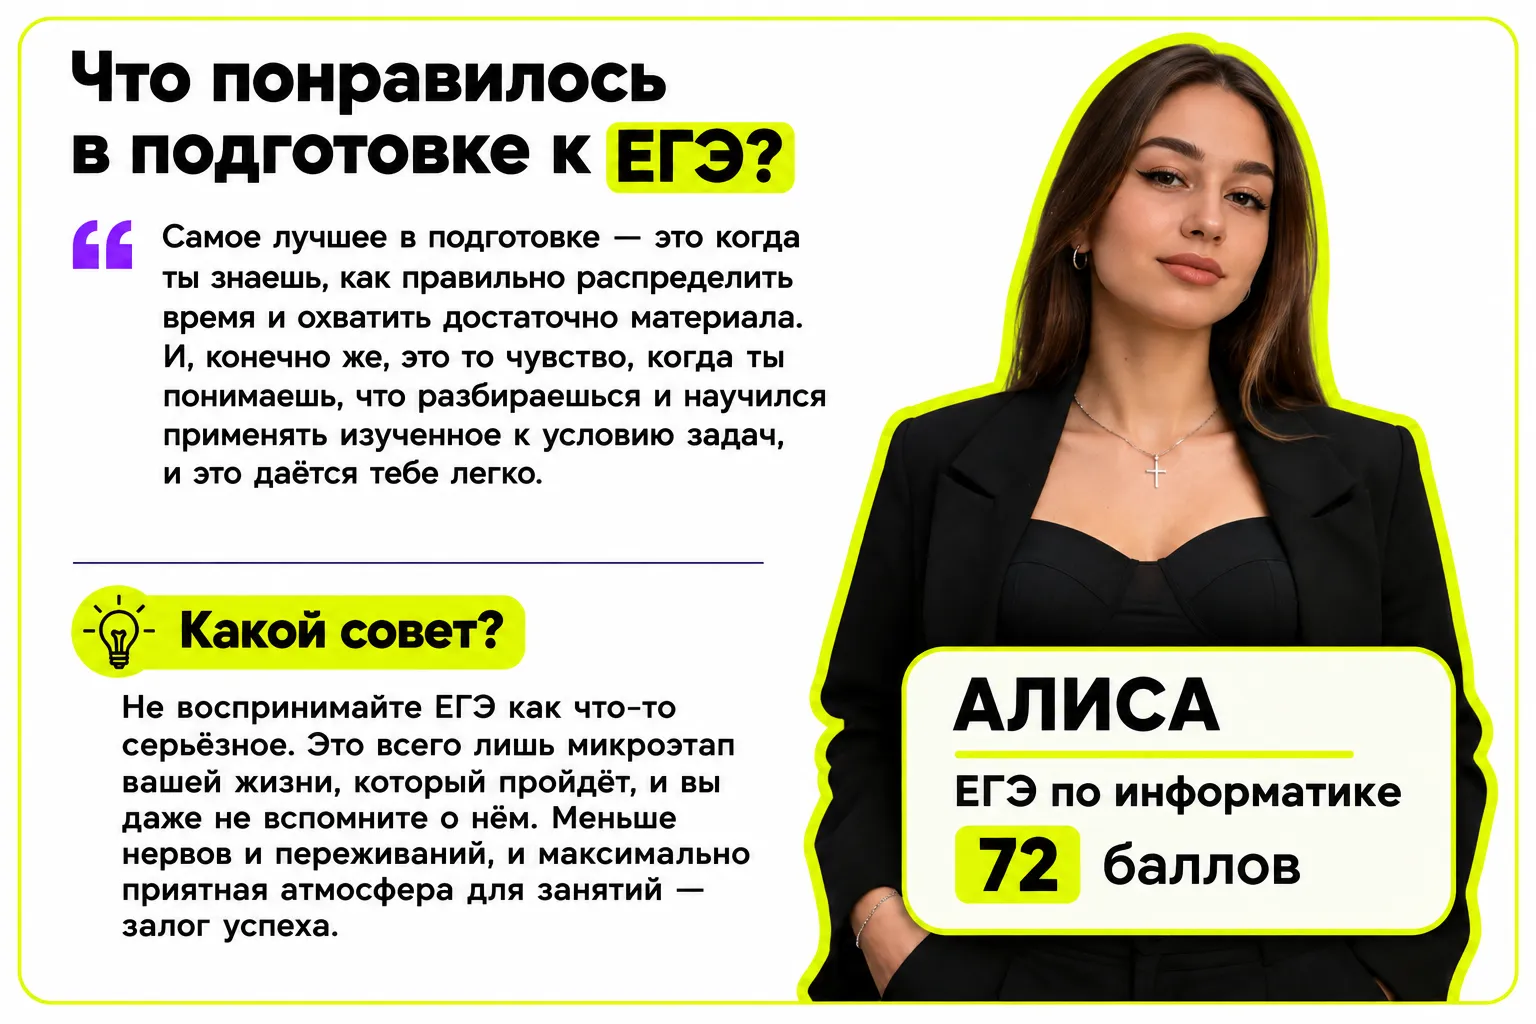 Что понравилось
в подготовке к ЕГЭ?
Самое лучшее в подготовке — это когда
ты знаешь, как правильно распределить
время и охватить достаточно материала.
И, конечно же, это то чувство, когда ты
понимаешь, что разбираешься и научился
применять изученное к условию задач,
и это даётся тебе легко.
Какой совет?
Не воспринимайте ЕГЭ как что-то
серьёзное. Это всего лишь микроэтап
вашей жизни, который пройдёт, и вы
даже не вспомните о нём. Меньше
нервов и переживаний, и максимально
приятная атмосфера для занятий —
залог успеха.
АЛИСА
ЕГЭ по информатике
72 баллов